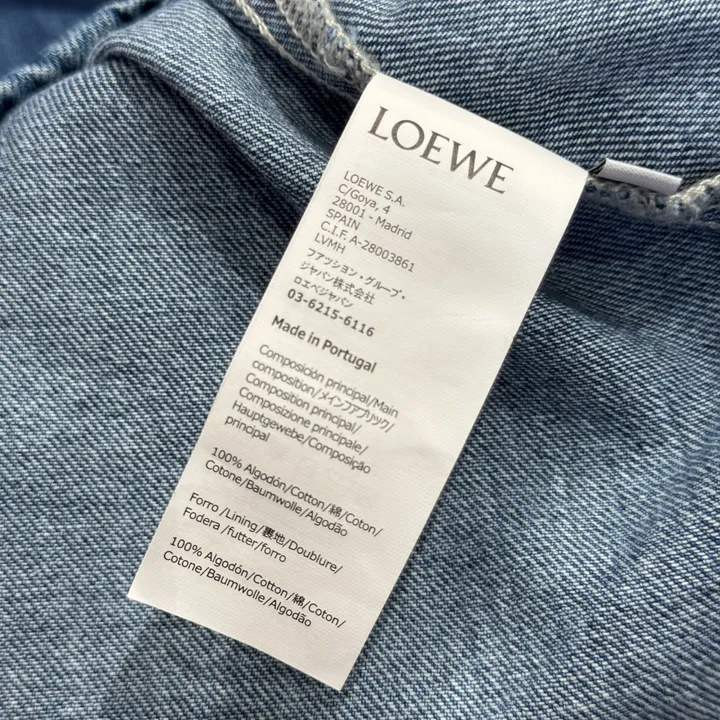 LOEWE
LOEWE S.A.
C/Goya, 4
28001 - Madrid
SPAIN
C.I.F. A-28003861
LVMH
ファッション・グループ・
ジャパン株式会社
ロエベジャパン
03-6215-6116
Made in Portugal
Composición principal/Main
composition/メインファブリック/
Composition principal/
Composizione principale/
Hauptgewebe/Composição
principal
100% Algodón/Cotton/綿/Coton/
Cotone/Baumwolle/Algodão
Forro /Lining/裏地/Doublure/
Fodera /futter/forro
100% Algodón/Cotton/綿/Coton/
Cotone/Baumwolle/Algodão